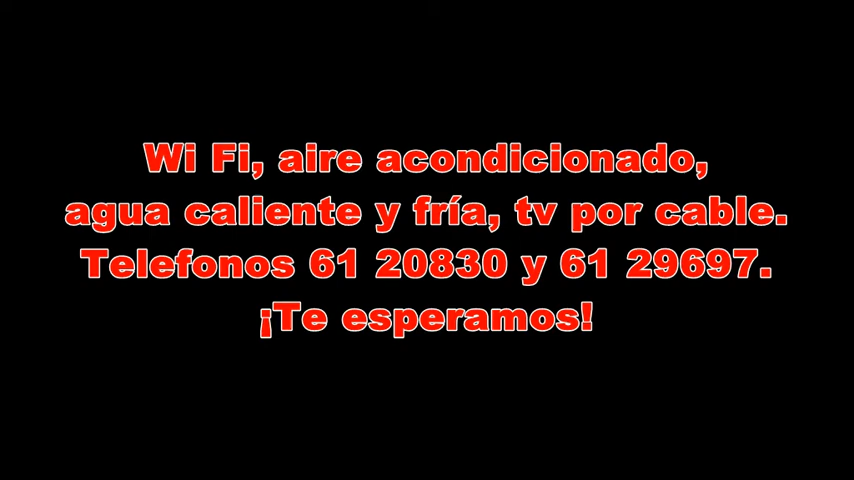 Wi Fi, aire acondicionado,
agua caliente y fría, tv por cable.
Telefonos 61 20830 y 61 29697.
¡Te esperamos!